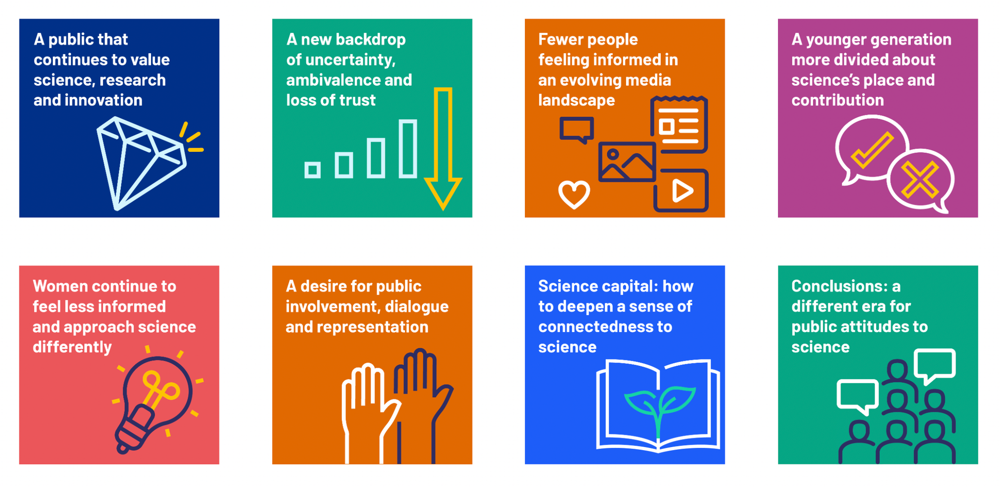 A public that
continues to value
science, research
and innovation
A new backdrop
of uncertainty,
ambivalence and
loss of trust
Fewer people
feeling informed in
an evolving media
landscape
A younger generation
more divided about
science's place and
contribution
Women continue to
feel less informed
and approach science
differently
A desire for public
involvement, dialogue
and representation
Science capital: how
to deepen a sense of
connectedness to
science
Conclusions: a
different era for
public attitudes to
science